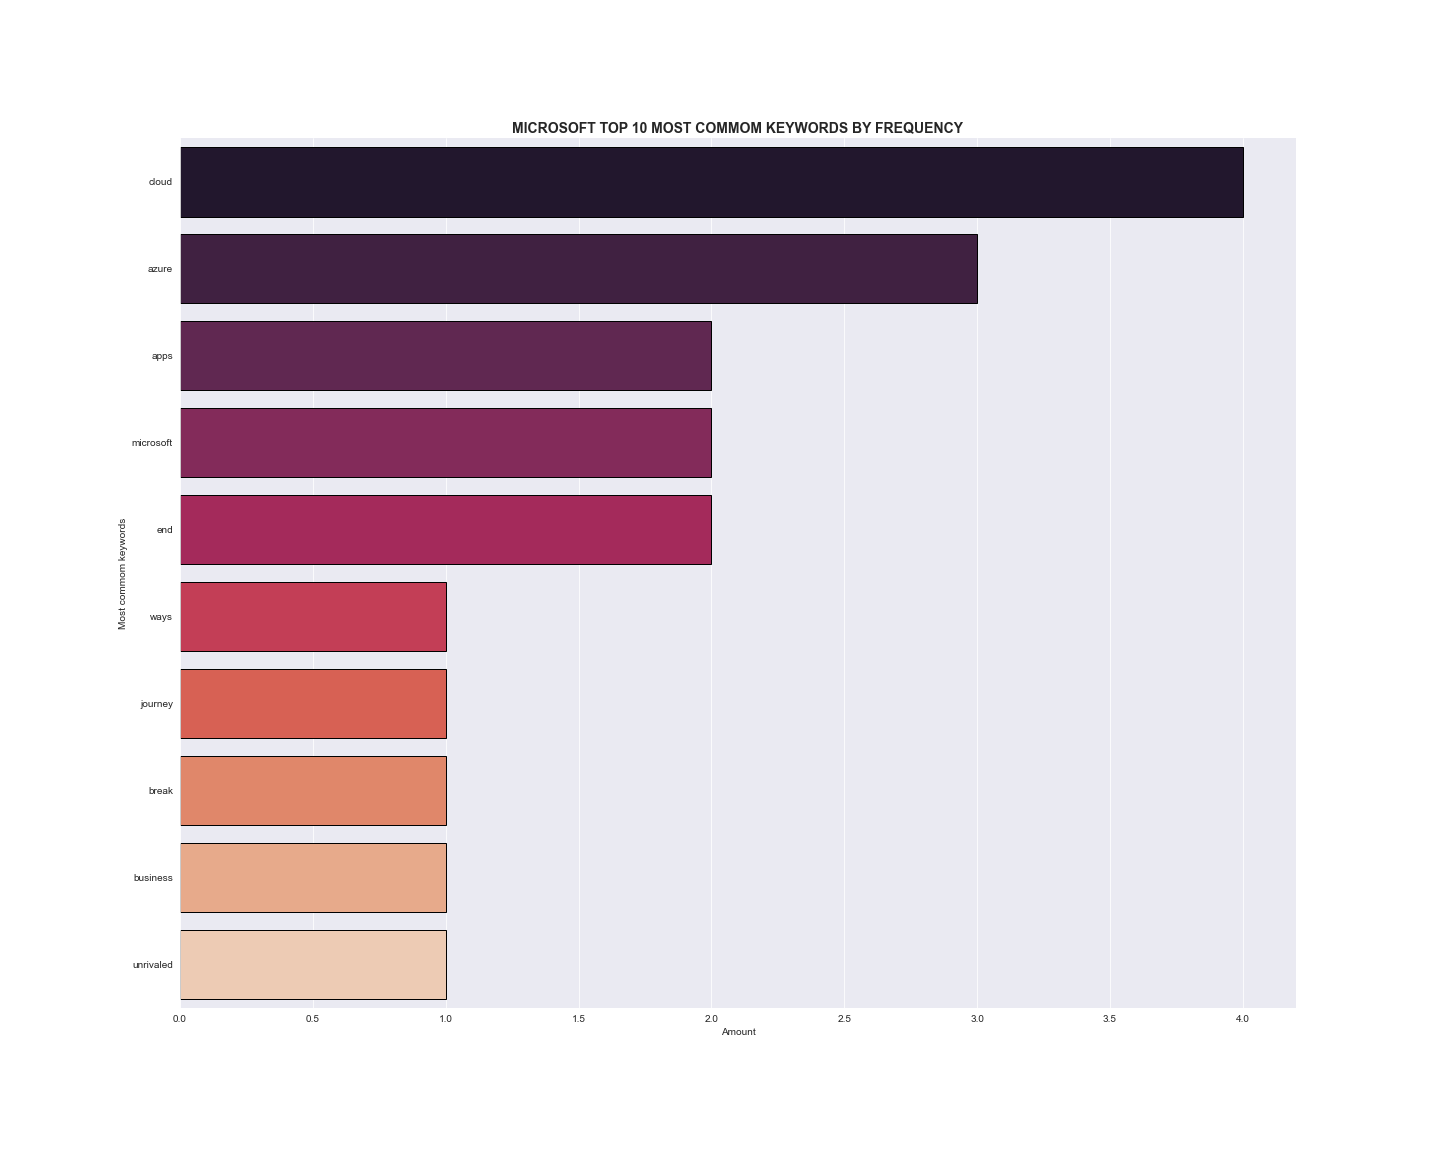 MICROSOFT TOP 10 MOST COMMOM KEYWORDS BY FREQUENCY
cloud
azure
apps
microsoft
end
ways
journey
break
business
unrivaled
Most commom keywords
0.0 0.5 1.0 1.5 2.0 2.5 3.0 3.5 4.0
Amount